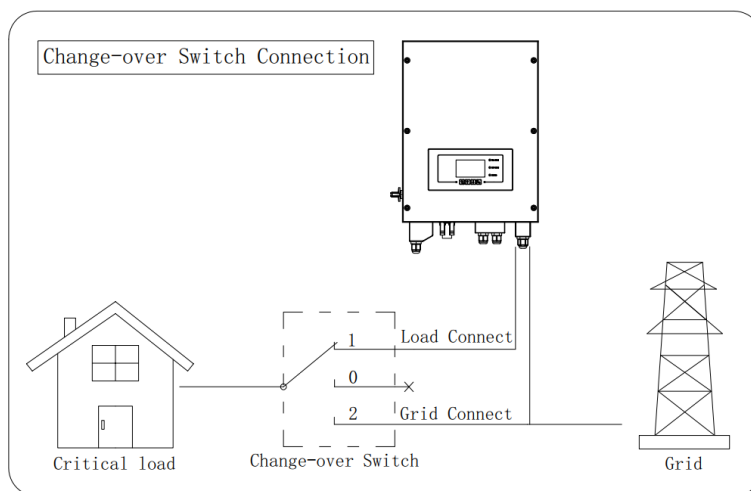 Change-over Switch Connection
1
Load Connect
0
2
Grid Connect
Critical load
Change-over Switch
Grid